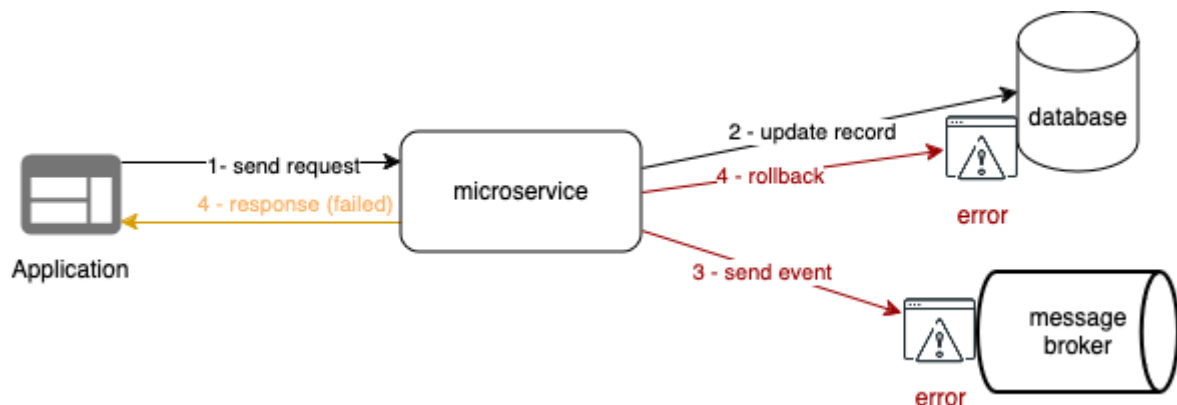 database
2 - update record
1- send request
microservice
4 - rollback
4 - response (failed)
error
Application
3 - send event
message
broker
error